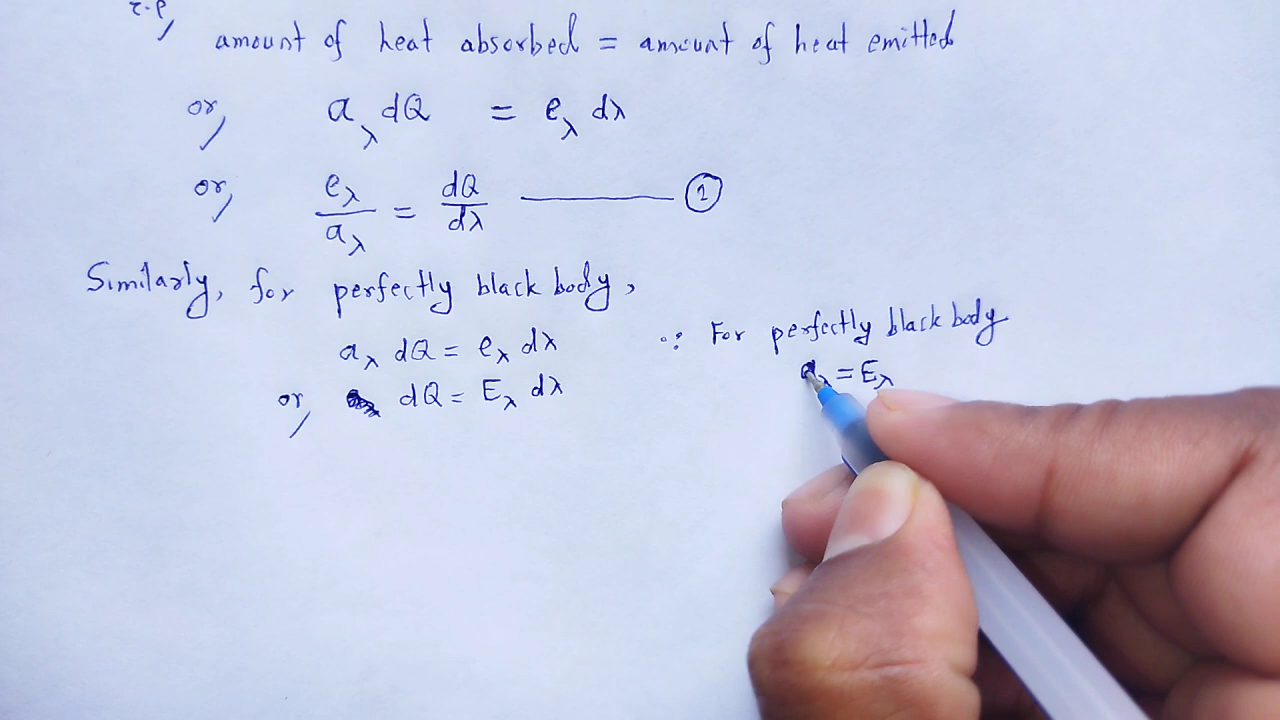 i.e,
amount of heat absorbed = amount of heat emitted
or, a_λ dQ = e_λ dλ
or, e_λ/a_λ = dQ/dλ ——— ①
Similarly, for perfectly black body,
∵ For perfectly black body
a_λ dQ = e_λ dλ
_λ = E_λ
or, dQ = E_λ dλ